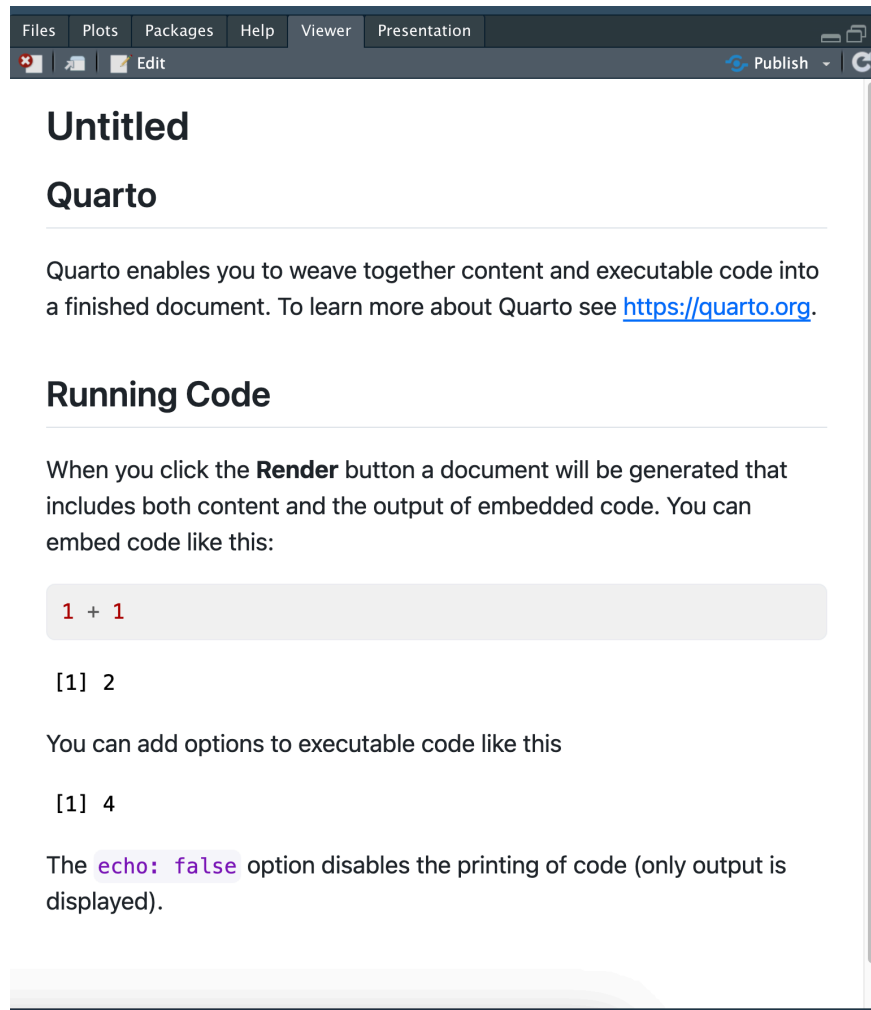 Files Plots Packages Help Viewer Presentation
Edit Publish
Untitled
Quarto
Quarto enables you to weave together content and executable code into
a finished document. To learn more about Quarto see https://quarto.org.
Running Code
When you click the Render button a document will be generated that
includes both content and the output of embedded code. You can
embed code like this:
1 + 1
[1] 2
You can add options to executable code like this
[1] 4
The echo: false option disables the printing of code (only output is
displayed).